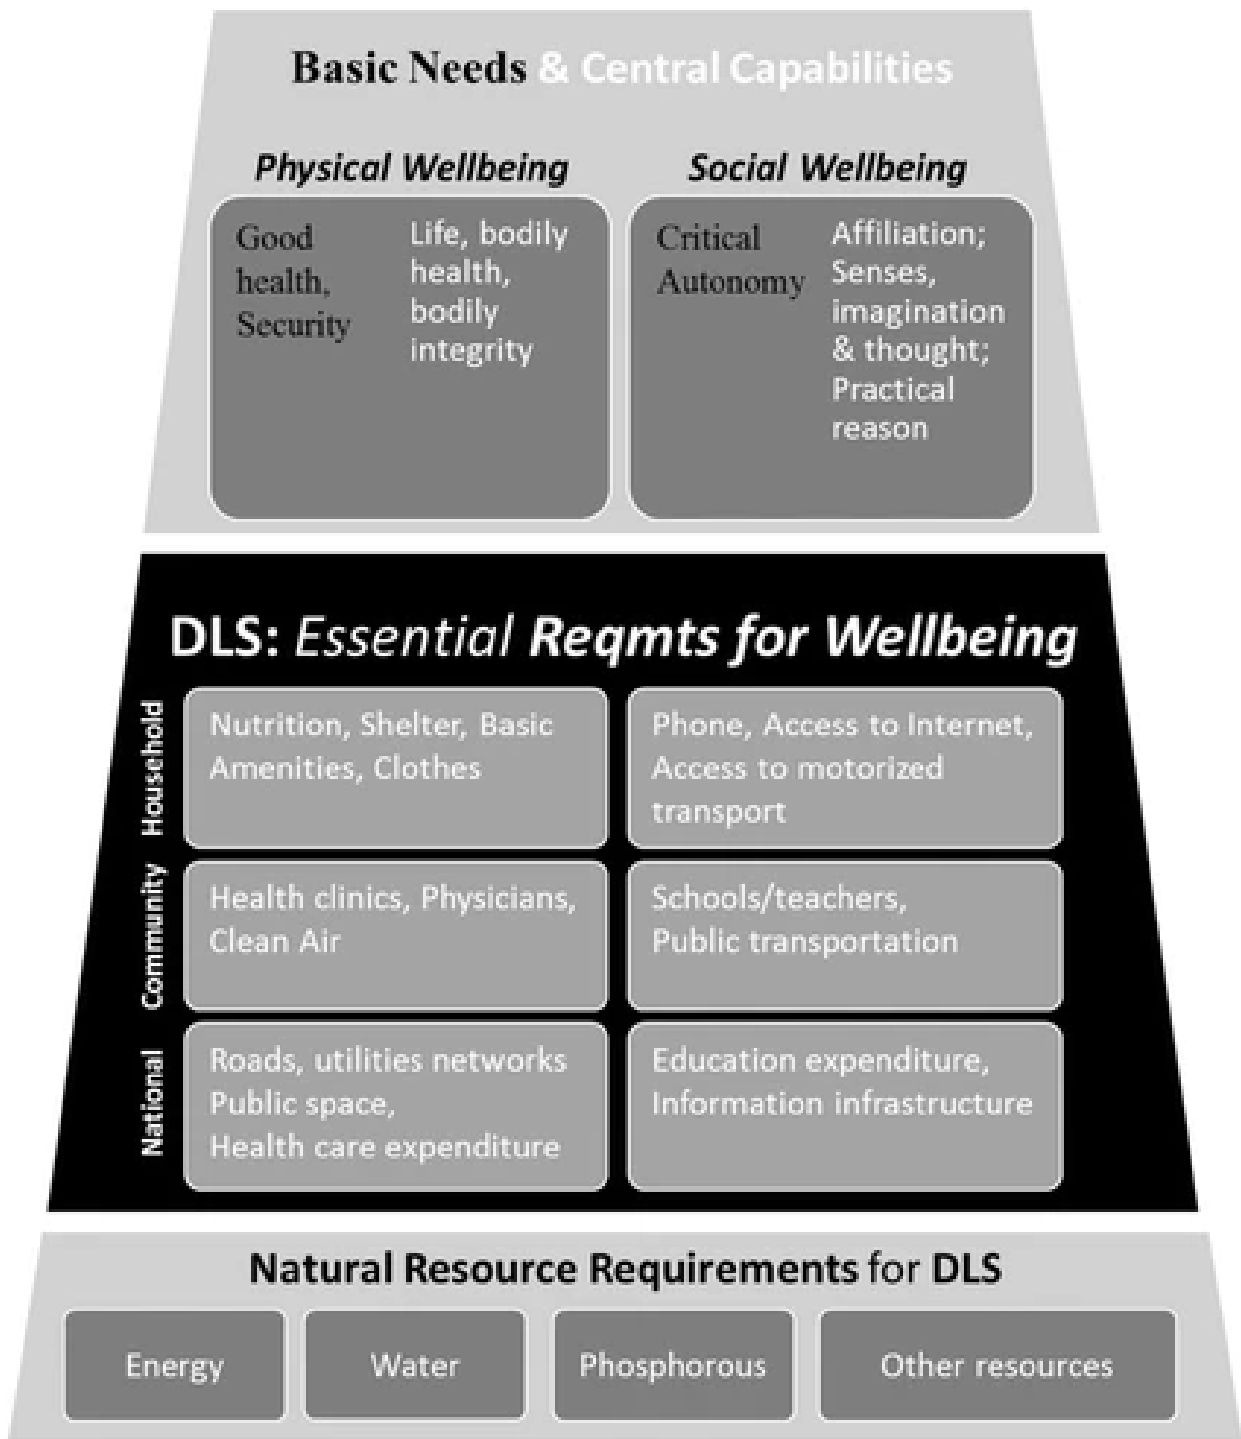 Basic Needs & Central Capabilities
Physical Wellbeing
Good
health,
Security
Life, bodily
health,
bodily
integrity
Social Wellbeing
Critical
Autonomy
Affiliation;
Senses,
imagination
& thought;
Practical
reason
DLS: Essential Reqmts for Wellbeing
Household
Nutrition, Shelter, Basic
Amenities, Clothes
Phone, Access to Internet,
Access to motorized
transport
Community
Health clinics, Physicians,
Clean Air
Schools/teachers,
Public transportation
National
Roads, utilities networks
Public space,
Health care expenditure
Education expenditure,
Information infrastructure
Natural Resource Requirements for DLS
Energy
Water
Phosphorous
Other resources